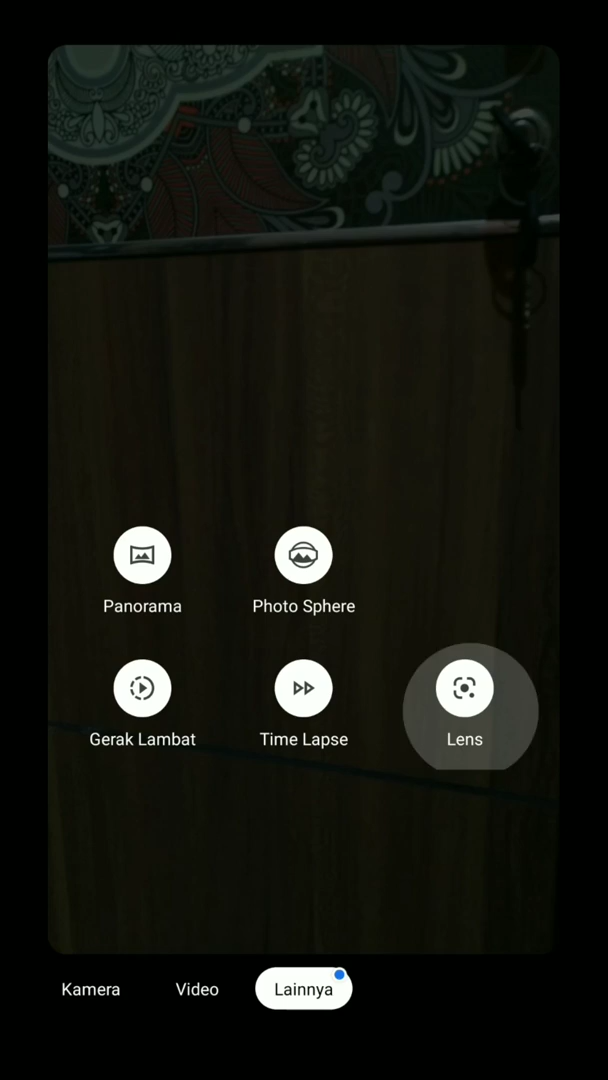 Panorama
Photo Sphere
Gerak Lambat
Time Lapse
Lens
Kamera
Video
Lainnya